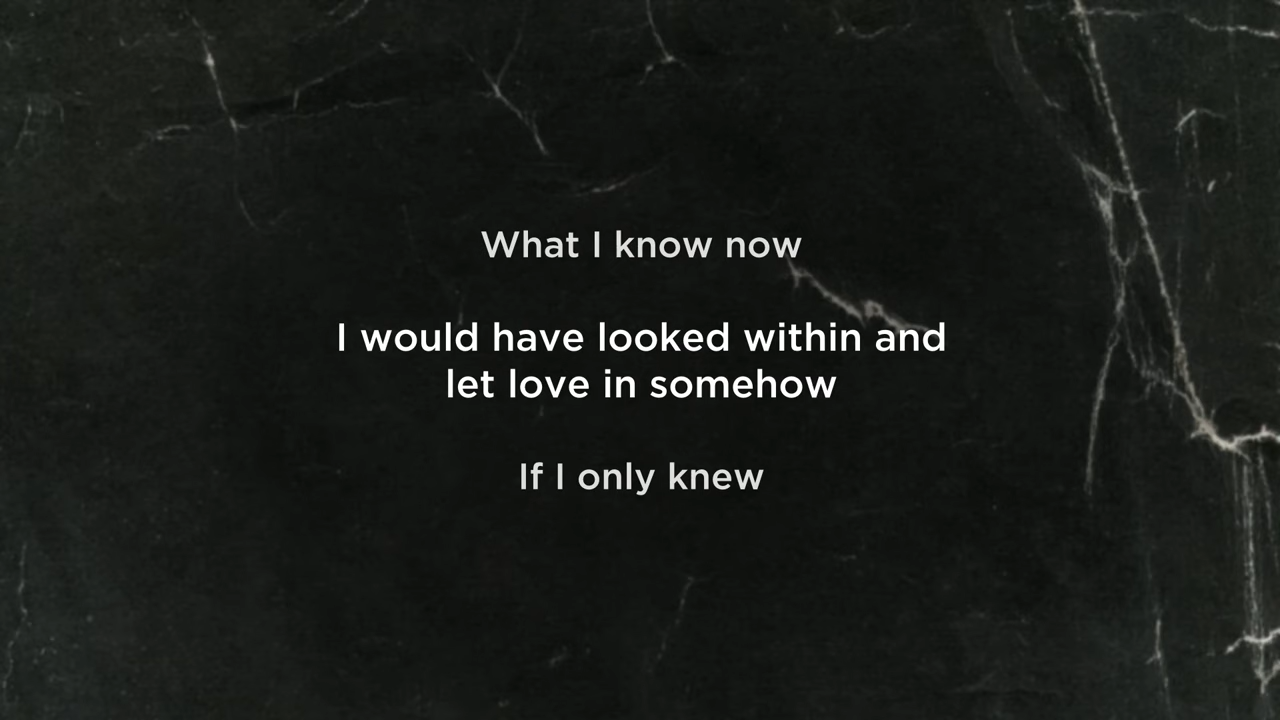 What I know now
I would have looked within and
let love in somehow
If I only knew